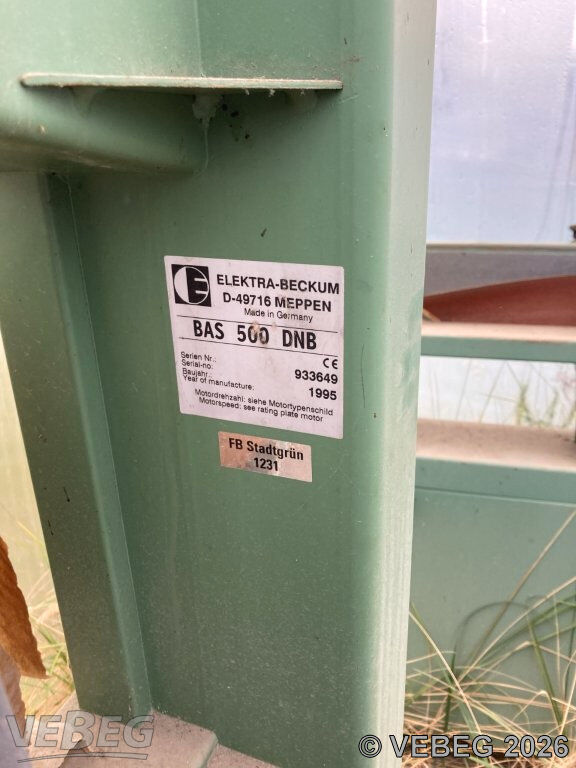 ELEKTRA-BECKUM
D-49716 MEPPEN
Made in Germany
BAS 500 DNB
CE
Serien Nr.:
Serial-no:
933649
Baujahr.:
Year of manufacture:
1995
Motordrehzahl: siehe Motortypenschild
Motorspeed: see rating plate motor
FB Stadtgrün
1231
VEBEG
© VEBEG 2026